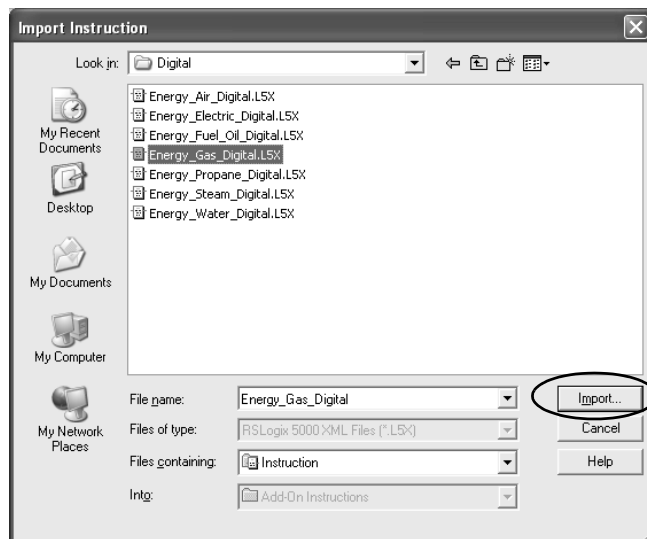 Import Instruction
Look in:
Digital
Energy_Air_Digital.L5X
Energy_Electric_Digital.L5X
Energy_Fuel_Oil_Digital.L5X
Energy_Gas_Digital.L5X
Energy_Propane_Digital.L5X
Energy_Steam_Digital.L5X
Energy_Water_Digital.L5X
My Recent
Documents
Desktop
My Documents
My Computer
My Network
Places
File name:
Energy_Gas_Digital
Import...
Files of type:
RSLogix 5000 XML Files (*.L5X)
Cancel
Files containing:
Instruction
Help
Into:
Add-On Instructions